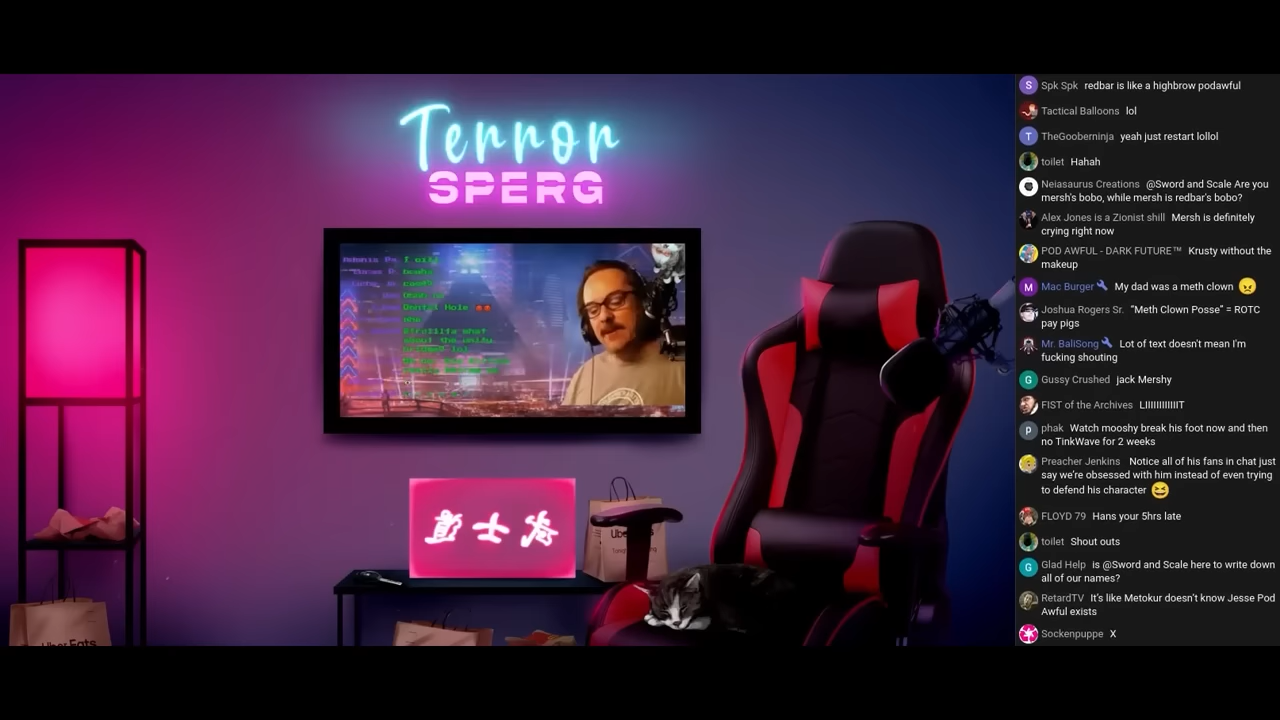 Terror
SPERG
Uber
Uber Eats
Spk Spk redbar is like a highbrow podawful
Tactical Balloons lol
TheGooberninja yeah just restart lollol
toilet Hahah
Neiasaurus Creations @Sword and Scale Are you
mersh's bobo, while mersh is redbar's bobo?
Alex Jones is a Zionist shill Mersh is definitely
crying right now
POD AWFUL - DARK FUTURE™ Krusty without the
makeup
Mac Burger My dad was a meth clown 😠
Joshua Rogers Sr. “Meth Clown Posse” = ROTC
pay pigs
Mr. BaliSong Lot of text doesn't mean I'm
fucking shouting
Gussy Crushed jack Mershy
FIST of the Archives LIIIIIIIIIIIIT
phak Watch mooshy break his foot now and then
no TinkWave for 2 weeks
Preacher Jenkins Notice all of his fans in chat just
say we're obsessed with him instead of even trying
to defend his character 😆
FLOYD 79 Hans your 5hrs late
toilet Shout outs
Glad Help is @Sword and Scale here to write down
all of our names?
RetardTV It's like Metokur doesn't know Jesse Pod
Awful exists
Sockenpuppe X